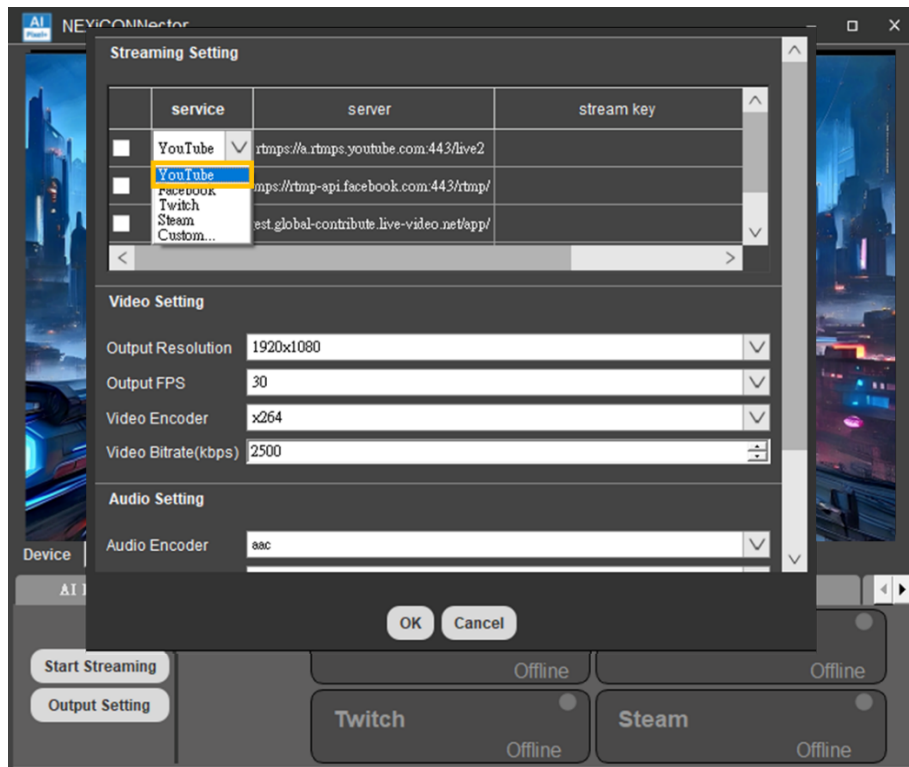 AI
NEXiCONNector
Streaming Setting
service server stream key
YouTube rtmps://a.rtmps.youtube.com:443/live2
YouTube
Facebook mps://rtmp-api.facebook.com:443/rtmp/
Twitch
Steam est.global-contribute.live-video.net/app/
Custom...
Video Setting
Output Resolution 1920x1080
Output FPS 30
Video Encoder x264
Video Bitrate(kbps) 2500
Audio Setting
Audio Encoder aac
Device
AI
OK Cancel
Start Streaming
Offline Offline
Output Setting
Twitch Steam
Offline Offline